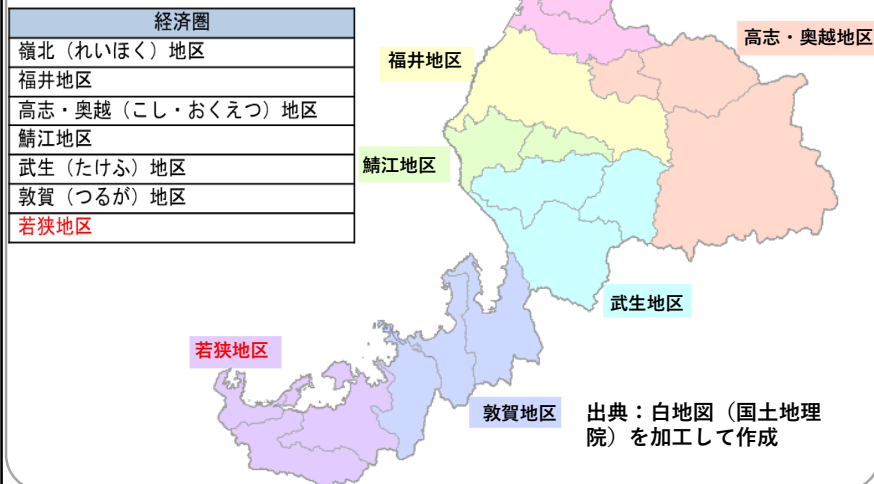 経済圏
嶺北（れいほく）地区
福井地区
高志・奥越（こし・おくえつ）地区
鯖江地区
武生（たけふ）地区
敦賀（つるが）地区
若狭地区
高志・奥越地区
福井地区
鯖江地区
武生地区
若狭地区
敦賀地区
出典：白地図（国土地理
院）を加工して作成